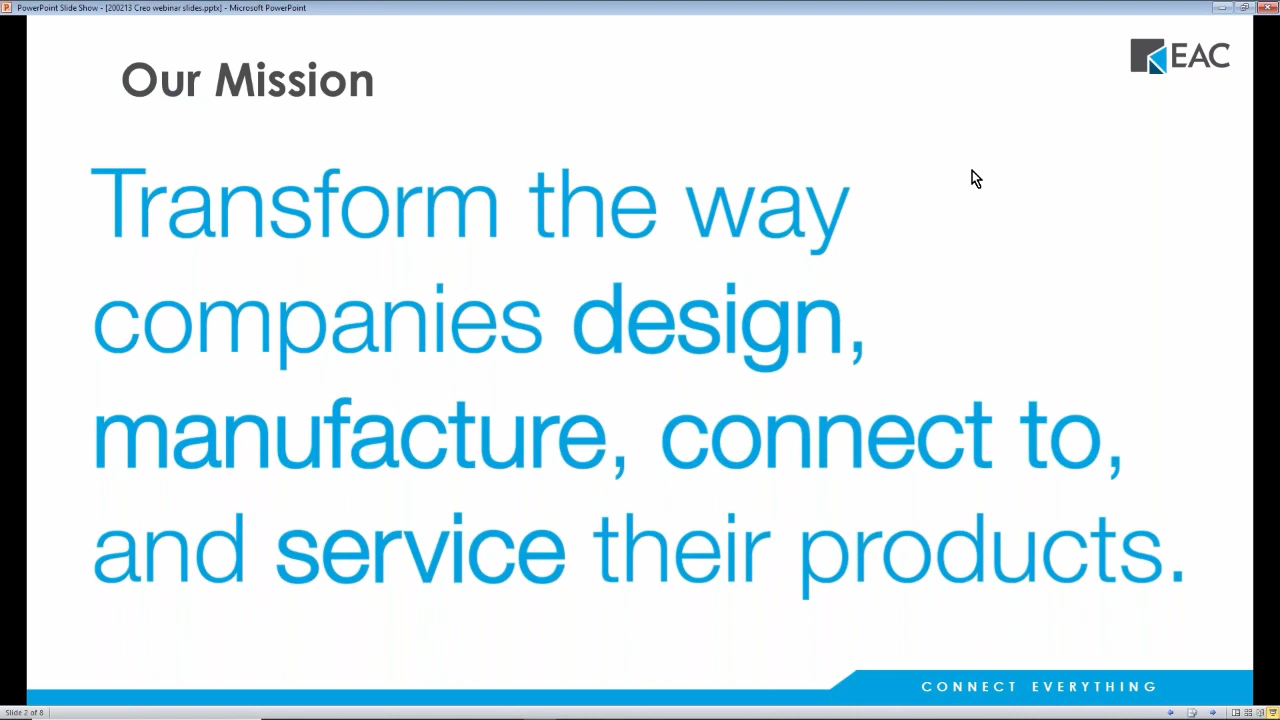 PowerPoint Slide Show - [200213 Creo webinar slides.pptx] - Microsoft PowerPoint
EAC
Our Mission
Transform the way
companies design,
manufacture, connect to,
and service their products.
CONNECT EVERYTHING
Slide 2 of 8